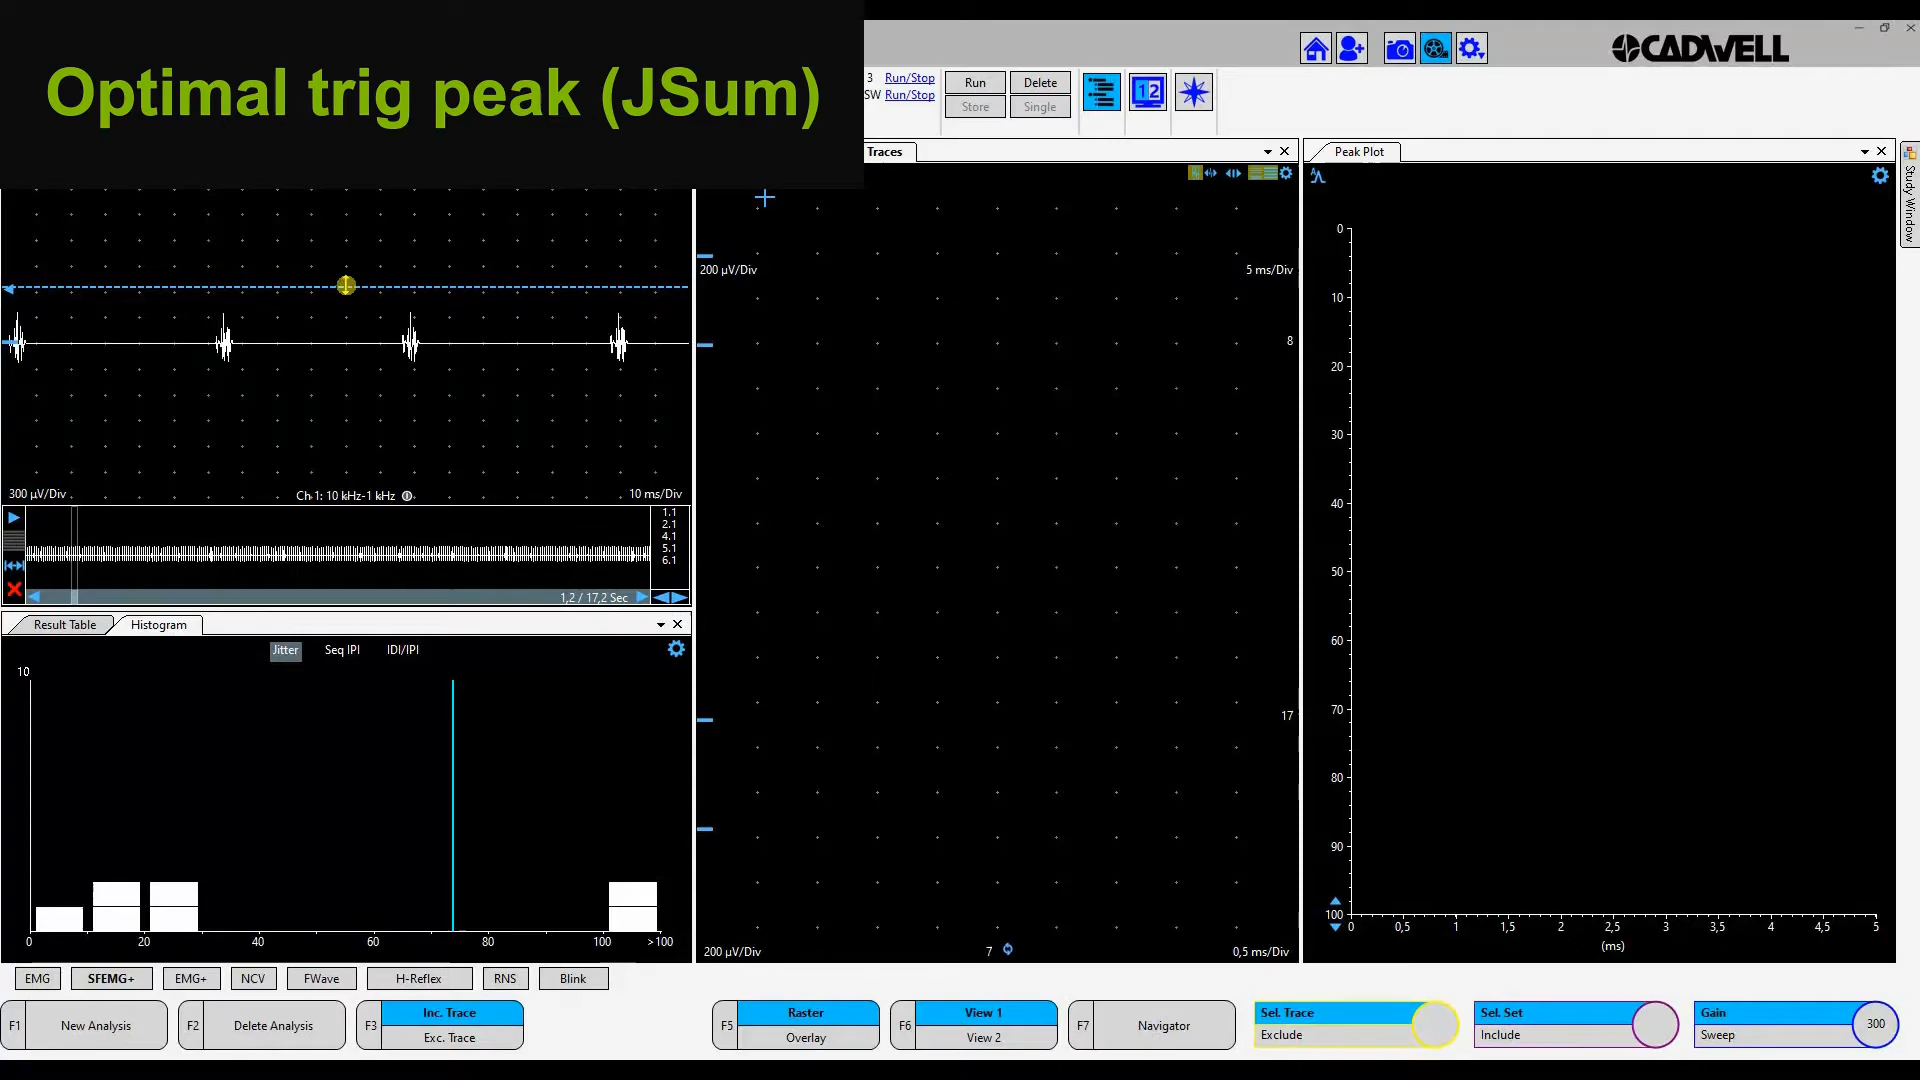 Optimal trig peak (JSum)
CADWELL
3 Run/Stop
SW Run/Stop
Run
Delete
Store
Single
Traces
Peak Plot
Study Window
200 µV/Div
5 ms/Div
8
17
200 µV/Div
7
0,5 ms/Div
300 µV/Div
Ch 1: 10 kHz-1 kHz
10 ms/Div
1.1
2.1
4.1
5.1
6.1
1,2 / 17,2 Sec
Result Table
Histogram
Jitter
Seq IPI
IDI/IPI
10
0
20
40
60
80
100
>100
0
10
20
30
40
50
60
70
80
90
100
0
0,5
1
1,5
2
2,5
3
3,5
4
4,5
5
(ms)
EMG
SFEMG+
EMG+
NCV
FWave
H-Reflex
RNS
Blink
F1
New Analysis
F2
Delete Analysis
F3
Inc. Trace
Exc. Trace
F5
Raster
Overlay
F6
View 1
View 2
F7
Navigator
Sel. Trace
Exclude
Sel. Set
Include
Gain
Sweep
300